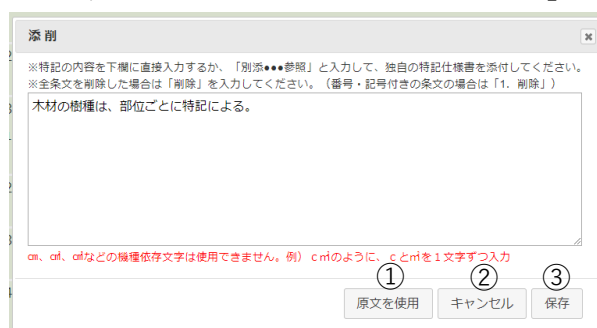 添削
※特記の内容を下欄に直接入力するか、「別添●●●参照」と入力して、独自の特記仕様書を添付してください。
※全条文を削除した場合は「削除」を入力してください。（番号・記号付きの条文の場合は「1. 削除」）
木材の樹種は、部位ごとに特記による。
㎝、㎠、㎤などの機種依存文字は使用できません。例）ｃ㎡のように、ｃと㎡を１文字ずつ入力
① ② ③
原文を使用 キャンセル 保存